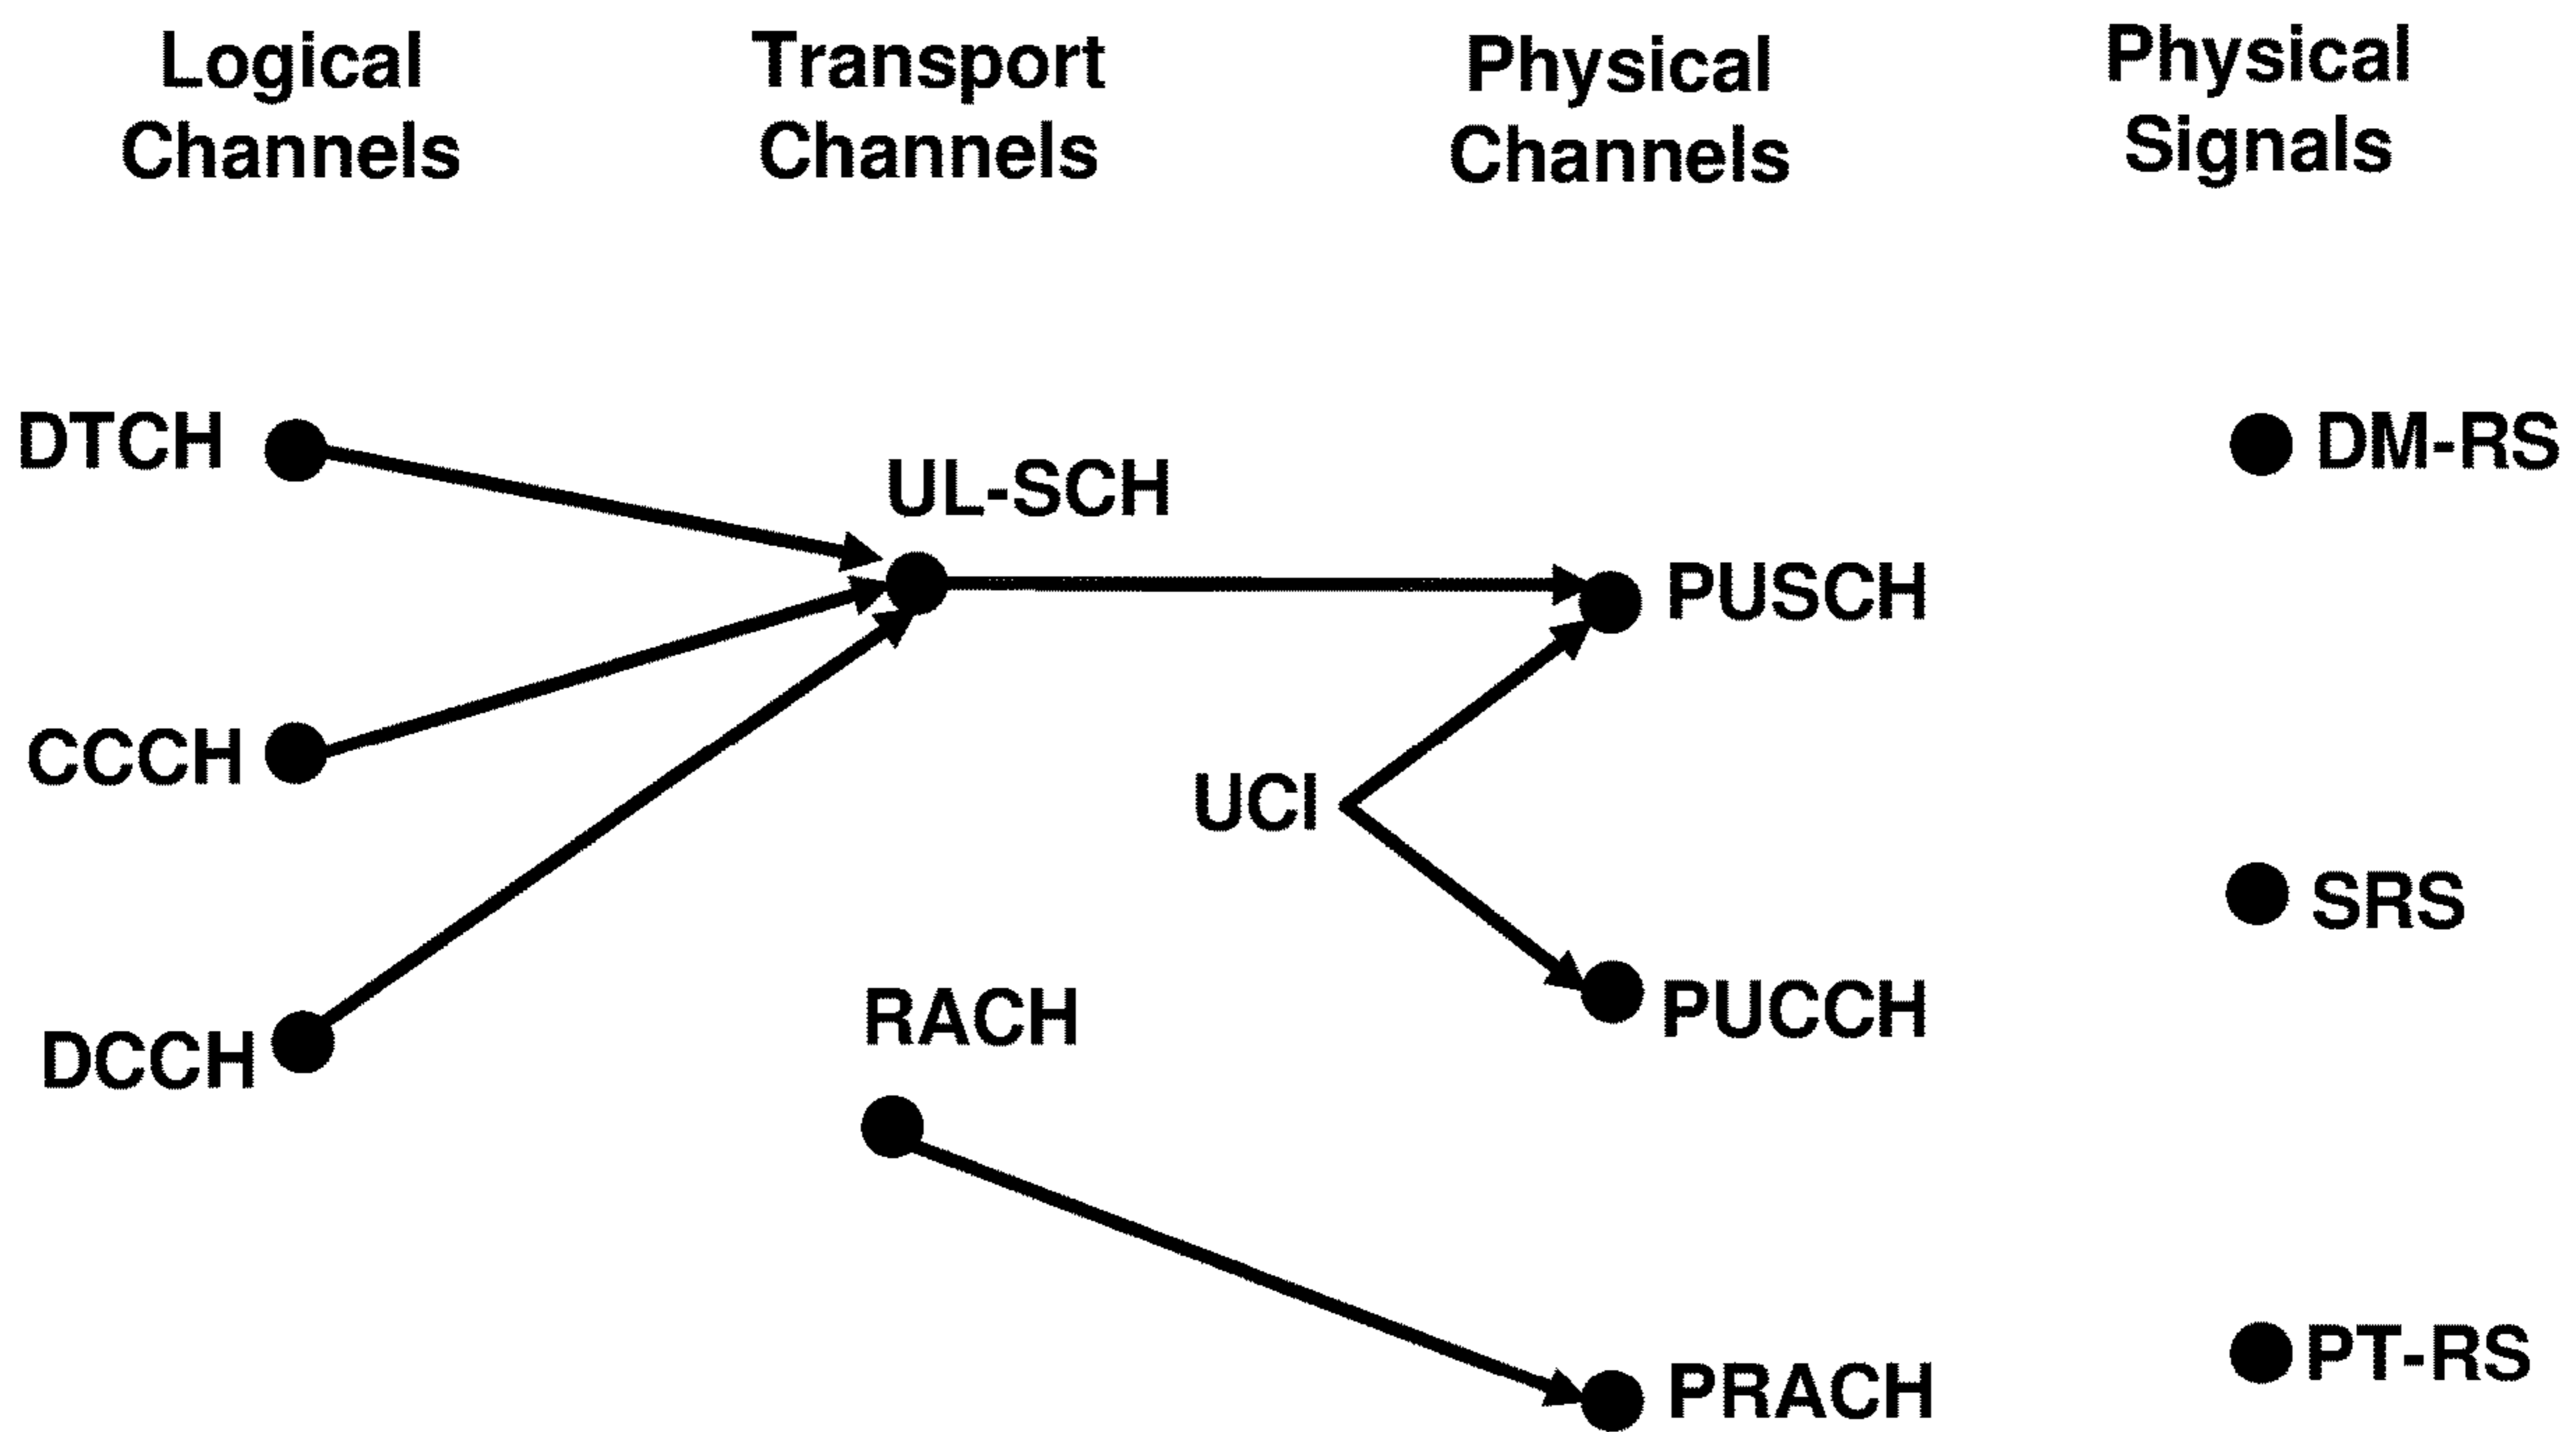 Logical
Channels
Transport
Channels
Physical
Channels
Physical
Signals
DTCH
UL-SCH
DM-RS
PUSCH
CCCH
UCI
SRS
DCCH
RACH
PUCCH
PRACH
PT-RS